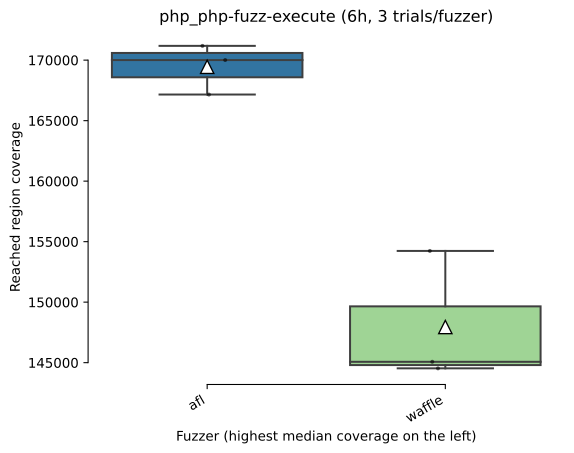 php_php-fuzz-execute (6h, 3 trials/fuzzer)
Reached region coverage
170000
165000
160000
155000
150000
145000
afl
waffle
Fuzzer (highest median coverage on the left)